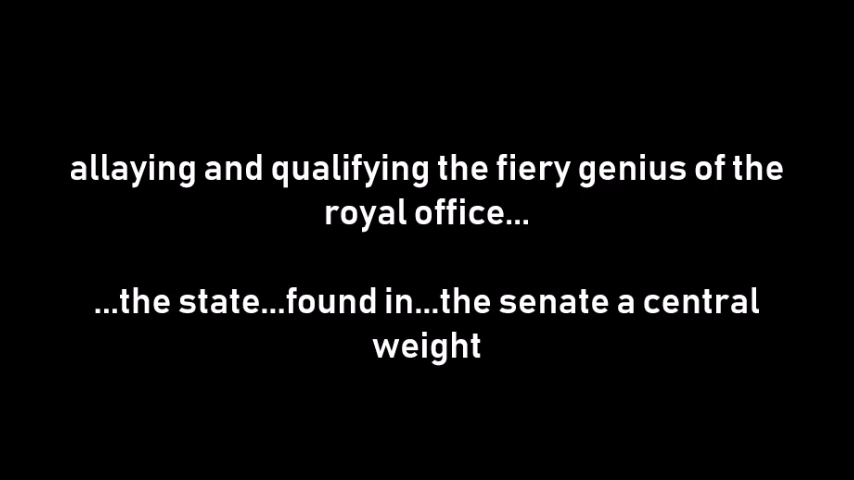 allaying and qualifying the fiery genius of the
royal office...
...the state...found in...the senate a central
weight